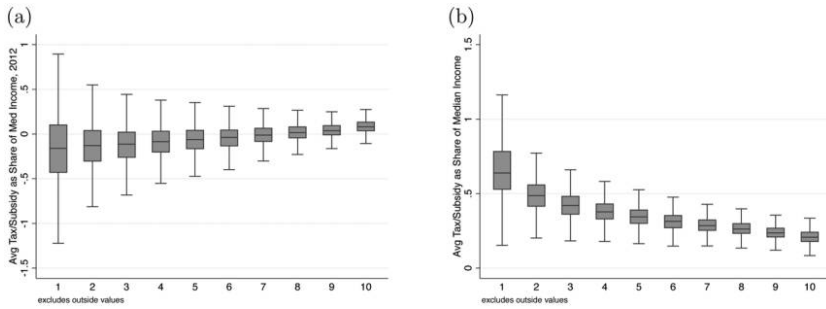 (a)
Avg Tax/Subsidy as Share of Med Income, 2012
1
.5
0
-.5
-1
-1.5
1 2 3 4 5 6 7 8 9 10
excludes outside values
(b)
Avg Tax/Subsidy as Share of Median Income
1.5
1
.5
0
1 2 3 4 5 6 7 8 9 10
excludes outside values